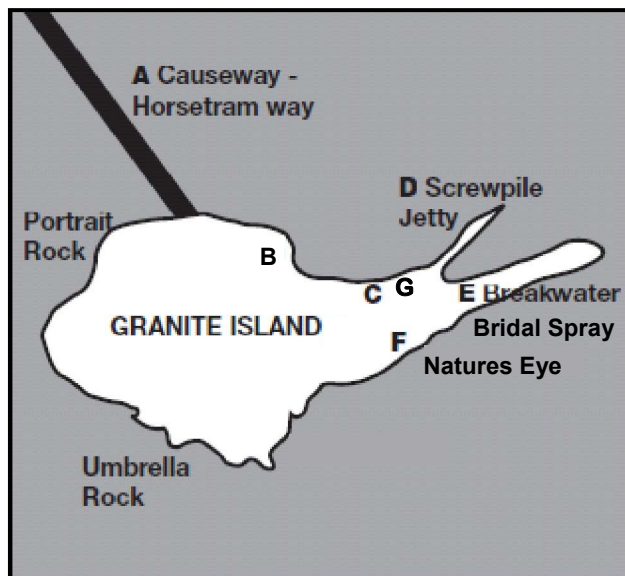 A Causeway -
Horsetram way
D Screwpile
Jetty
Portrait
Rock
B
C
G
E Breakwater
GRANITE ISLAND
Bridal Spray
F
Natures Eye
Umbrella
Rock